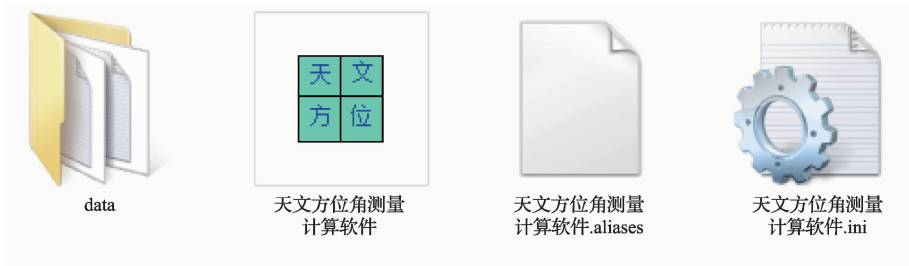 天文
方位
data
天文方位角测量
计算软件
天文方位角测量
计算软件.aliases
天文方位角测量
计算软件.ini